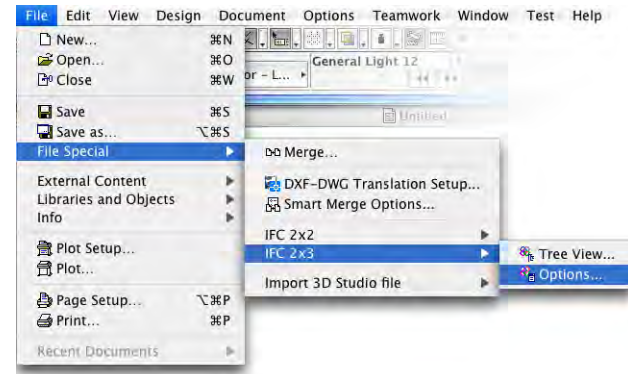 File Edit View Design Document Options Teamwork Window Test Help
New... ⌘N
Open... ⌘O
Close ⌘W
General Light 12
or - L...
Save ⌘S
Save as... ⌥⌘S
Untitled
File Special
Merge...
DXF-DWG Translation Setup...
Smart Merge Options...
External Content
Libraries and Objects
Info
IFC 2x2
IFC 2x3
Tree View...
Options...
Plot Setup...
Plot...
Import 3D Studio file
Page Setup... ⌥⌘P
Print... ⌘P
Recent Documents